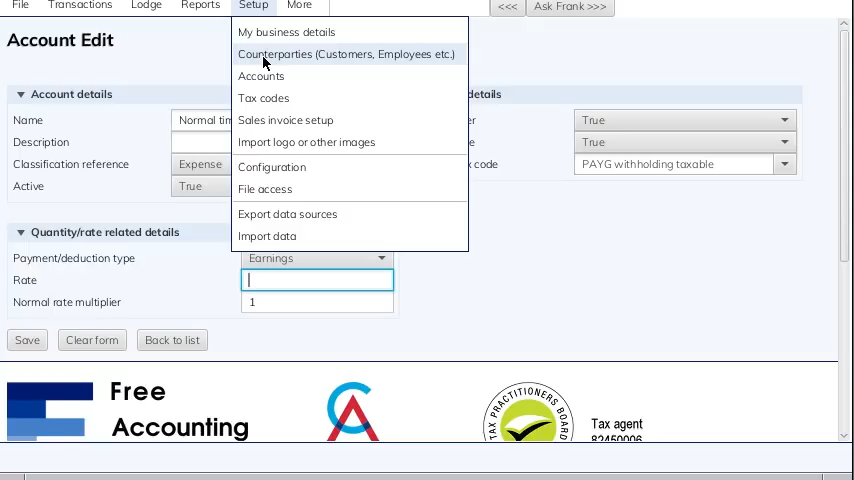 File Transactions Lodge Reports Setup More <<< Ask Frank >>>
Account Edit
My business details
Counterparties (Customers, Employees etc.)
Accounts
Tax codes
Sales invoice setup
Import logo or other images
Configuration
File access
Export data sources
Import data
Account details
Name Normal tim
Description
Classification reference Expense
Active True
details
er True
e True
x code PAYG withholding taxable
Quantity/rate related details
Payment/deduction type Earnings
Rate
Normal rate multiplier 1
Save Clear form Back to list
Free
Accounting
CA
TAX PRACTITIONERS BOARD
Tax agent
82450006